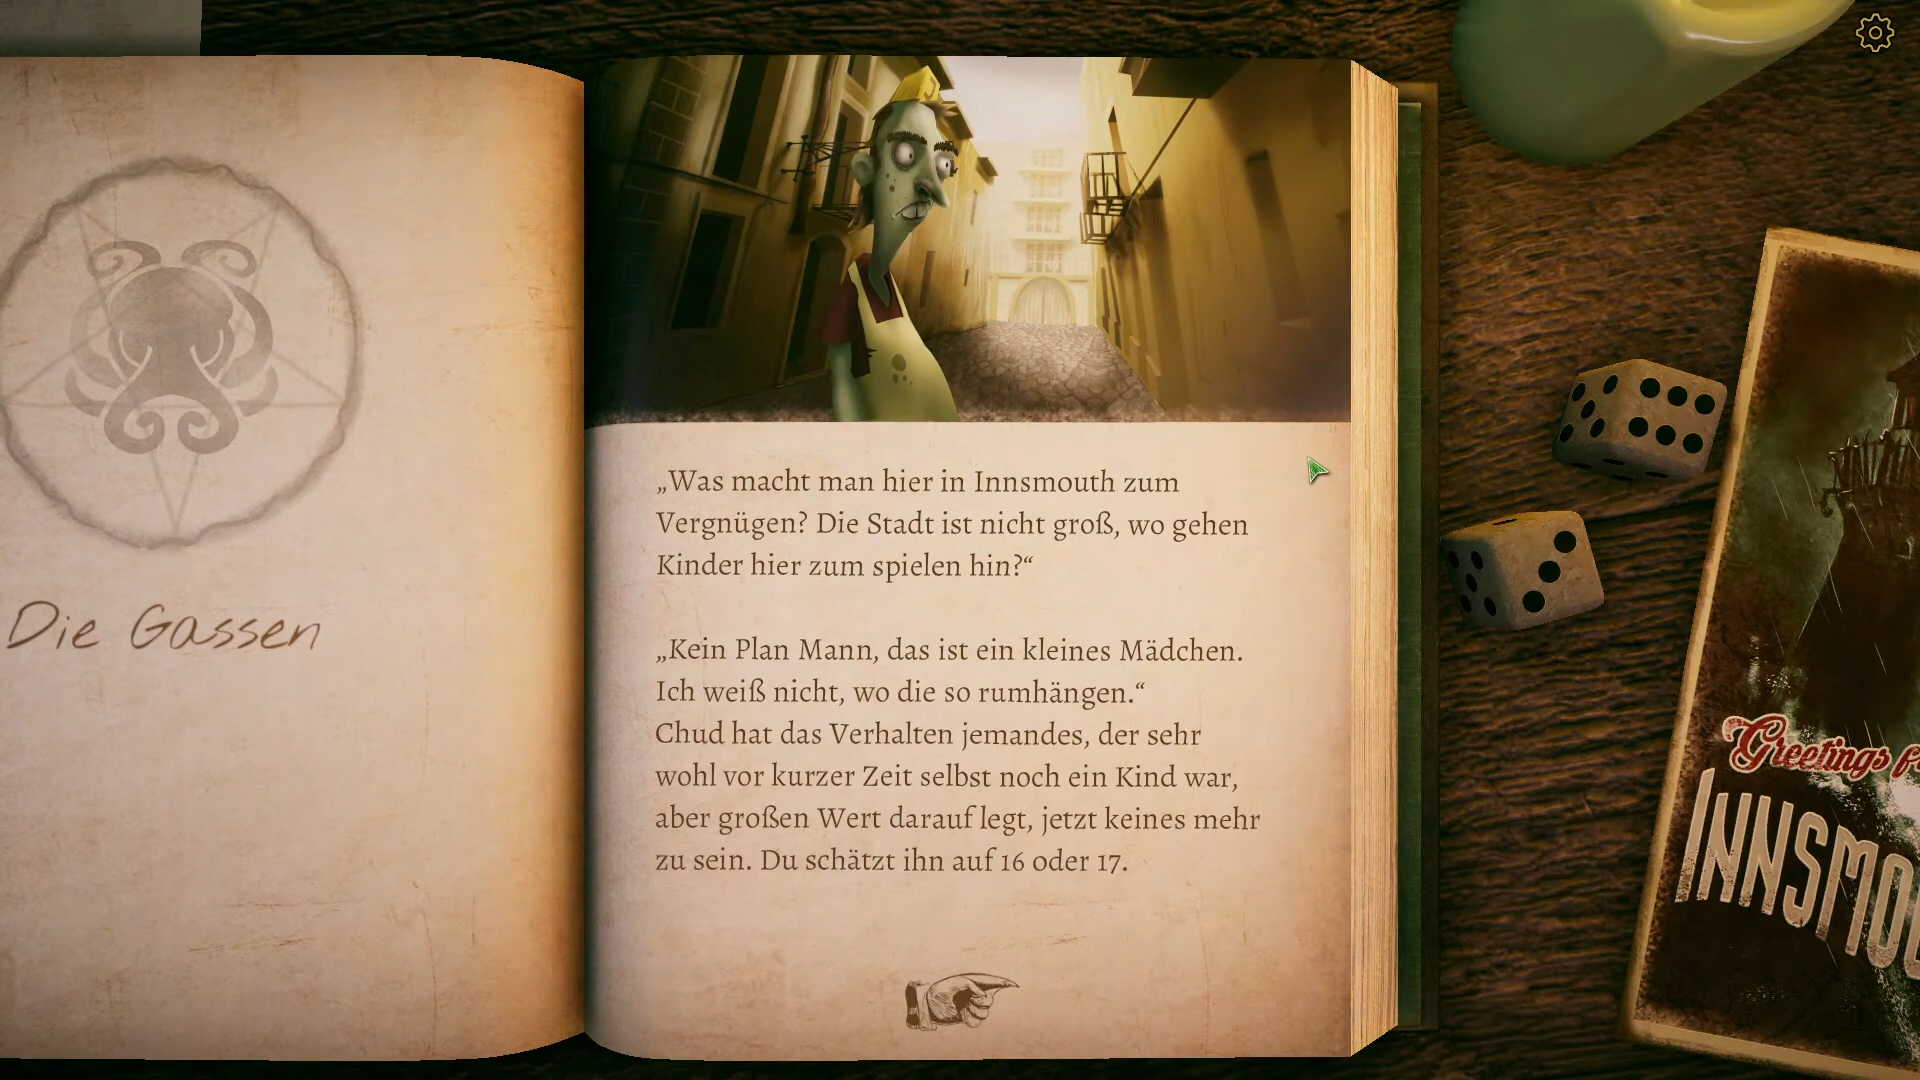 Die Gassen
„Was macht man hier in Innsmouth zum
Vergnügen? Die Stadt ist nicht groß, wo gehen
Kinder hier zum spielen hin?“
„Kein Plan Mann, das ist ein kleines Mädchen.
Ich weiß nicht, wo die so rumhängen.“
Chud hat das Verhalten jemandes, der sehr
wohl vor kurzer Zeit selbst noch ein Kind war,
aber großen Wert darauf legt, jetzt keines mehr
zu sein. Du schätzt ihn auf 16 oder 17.
Greetings